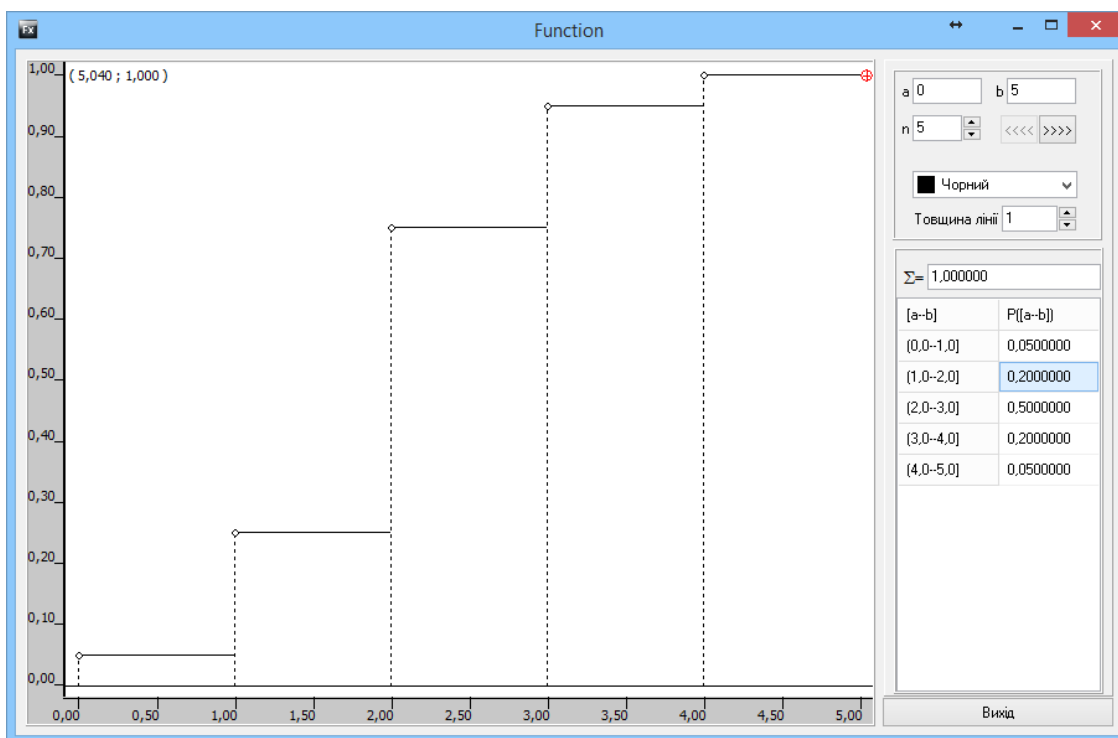 Fx Function
1,00
( 5,040 ; 1,000 )
0,90
0,80
0,70
0,60
0,50
0,40
0,30
0,20
0,10
0,00
0,00 0,50 1,00 1,50 2,00 2,50 3,00 3,50 4,00 4,50 5,00
a 0 b 5
n 5 <<<< >>>>
Чорний
Товщина лінії 1
Σ= 1,000000
[a--b] P([a--b])
(0,0--1,0] 0,0500000
(1,0--2,0] 0,2000000
(2,0--3,0] 0,5000000
(3,0--4,0] 0,2000000
(4,0--5,0] 0,0500000
Вихід